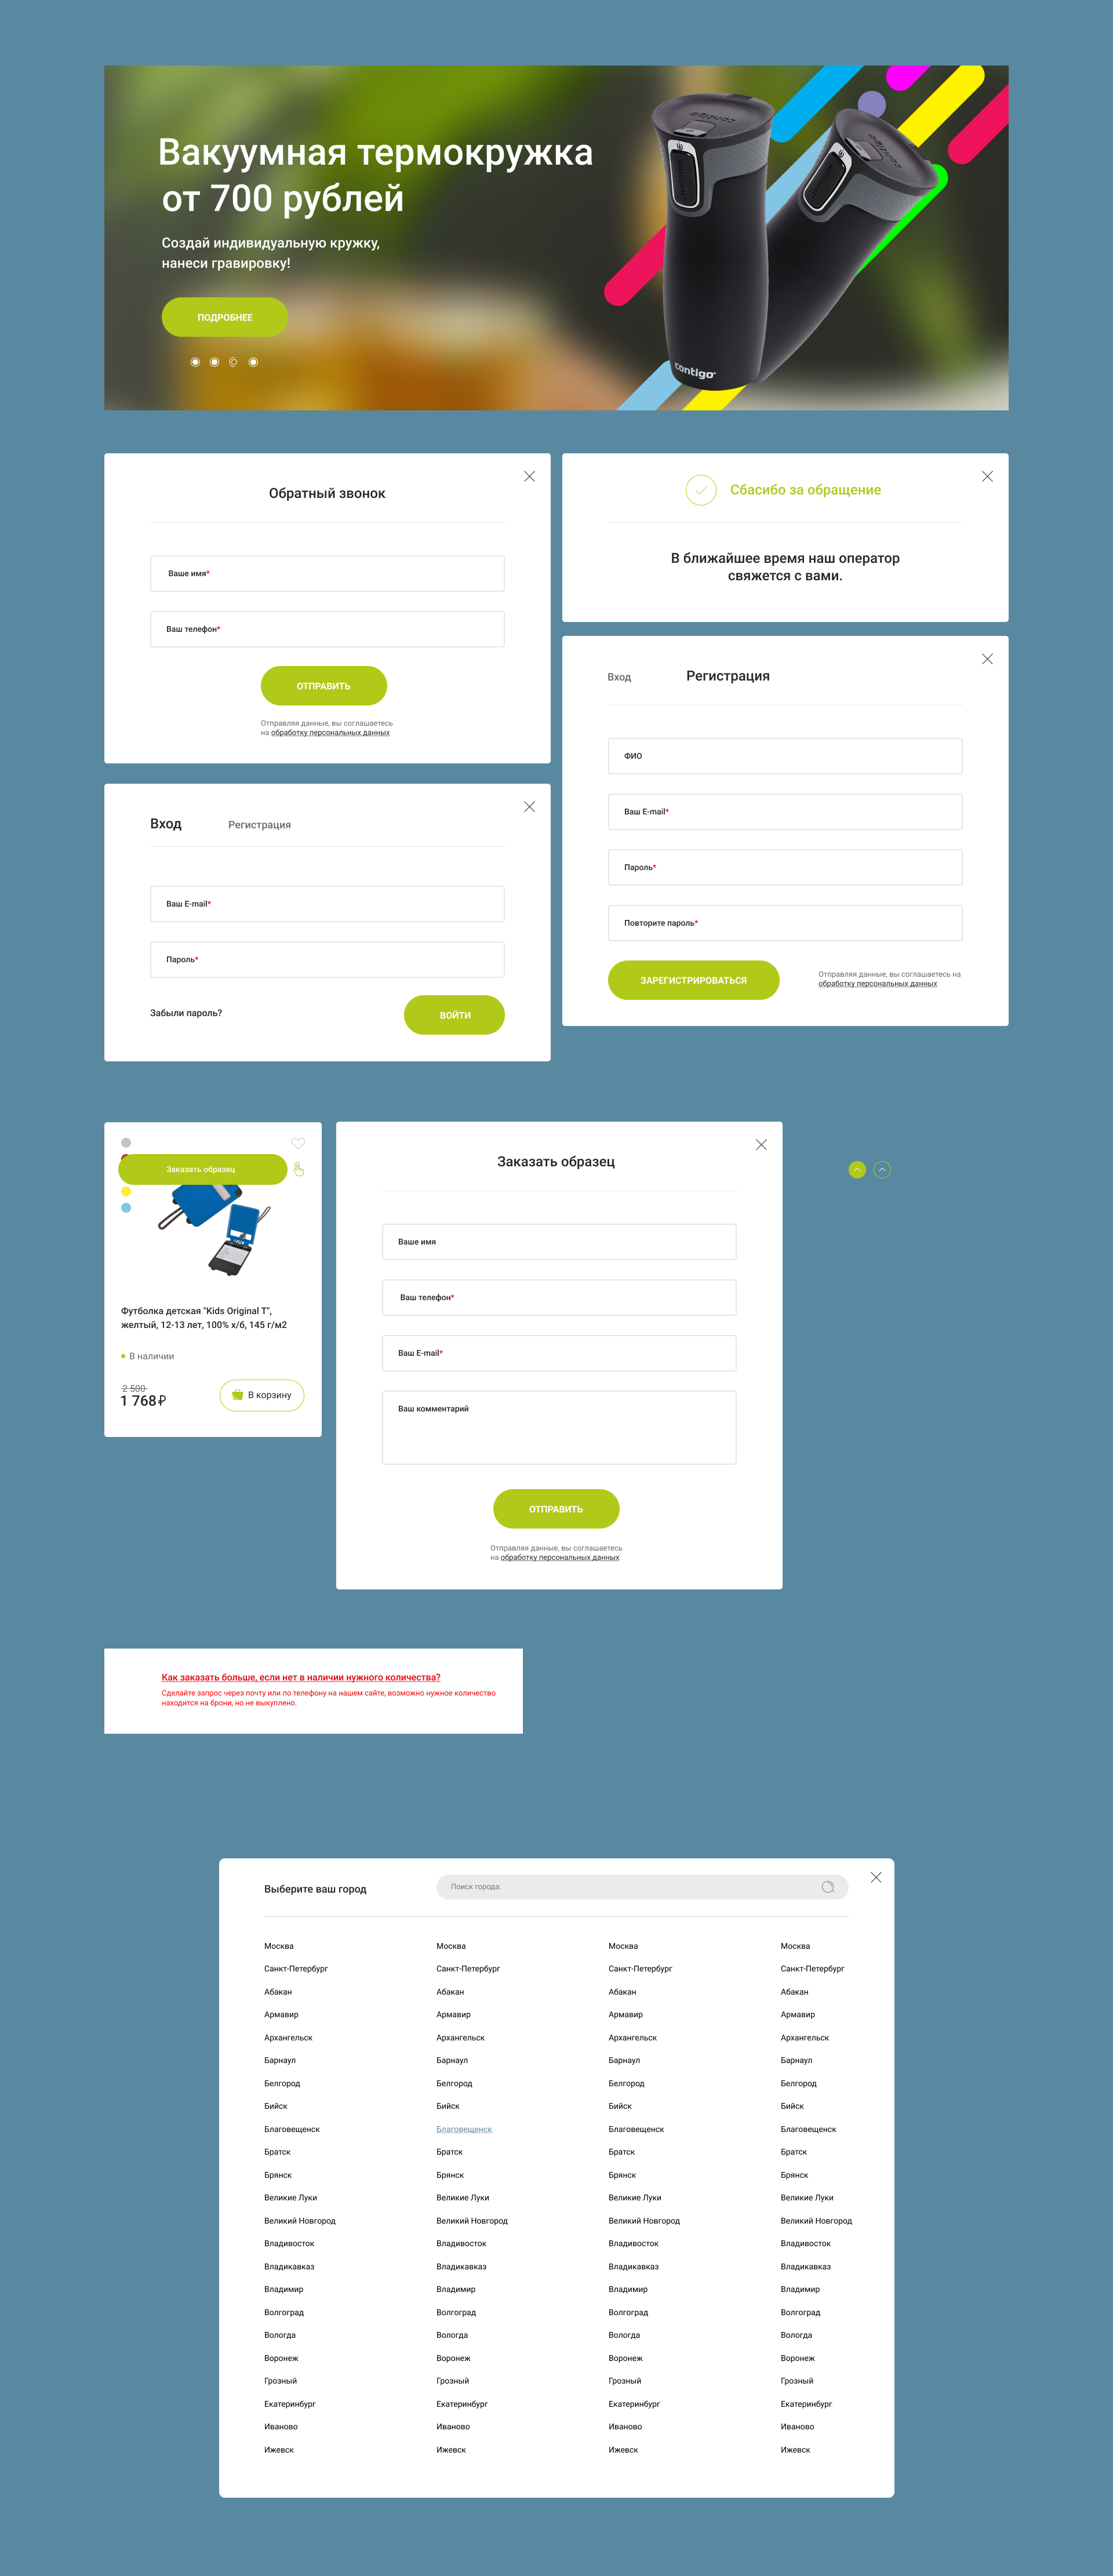 Вакуумная термокружка
от 700 рублей
Создай индивидуальную кружку,
нанеси гравировку!
ПОДРОБНЕЕ
contigo
contigo
contigo
Обратный звонок
Ваше имя*
Ваш телефон*
ОТПРАВИТЬ
Отправляя данные, вы соглашаетесь
на обработку персональных данных
Сбасибо за обращение
В ближайшее время наш оператор
свяжется с вами.
Вход Регистрация
ФИО
Ваш E-mail*
Пароль*
Повторите пароль*
ЗАРЕГИСТРИРОВАТЬСЯ
Отправляя данные, вы соглашаетесь на
обработку персональных данных
Вход Регистрация
Ваш E-mail*
Пароль*
Забыли пароль?
ВОЙТИ
Заказать образец
Футболка детская "Kids Original T",
желтый, 12-13 лет, 100% х/б, 145 г/м2
В наличии
2 500
1 768 ₽
В корзину
Заказать образец
Ваше имя
Ваш телефон*
Ваш E-mail*
Ваш комментарий
ОТПРАВИТЬ
Отправляя данные, вы соглашаетесь
на обработку персональных данных
Как заказать больше, если нет в наличии нужного количества?
Сделайте запрос через почту или по телефону на нашем сайте, возможно нужное количество
находится на брони, но не выкуплено.
Выберите ваш город
Поиск города:
Москва Москва Москва Москва
Санкт-Петербург Санкт-Петербург Санкт-Петербург Санкт-Петербург
Абакан Абакан Абакан Абакан
Армавир Армавир Армавир Армавир
Архангельск Архангельск Архангельск Архангельск
Барнаул Барнаул Барнаул Барнаул
Белгород Белгород Белгород Белгород
Бийск Бийск Бийск Бийск
Благовещенск Благовещенск Благовещенск Благовещенск
Братск Братск Братск Братск
Брянск Брянск Брянск Брянск
Великие Луки Великие Луки Великие Луки Великие Луки
Великий Новгород Великий Новгород Великий Новгород Великий Новгород
Владивосток Владивосток Владивосток Владивосток
Владикавказ Владикавказ Владикавказ Владикавказ
Владимир Владимир Владимир Владимир
Волгоград Волгоград Волгоград Волгоград
Вологда Вологда Вологда Вологда
Воронеж Воронеж Воронеж Воронеж
Грозный Грозный Грозный Грозный
Екатеринбург Екатеринбург Екатеринбург Екатеринбург
Иваново Иваново Иваново Иваново
Ижевск Ижевск Ижевск Ижевск